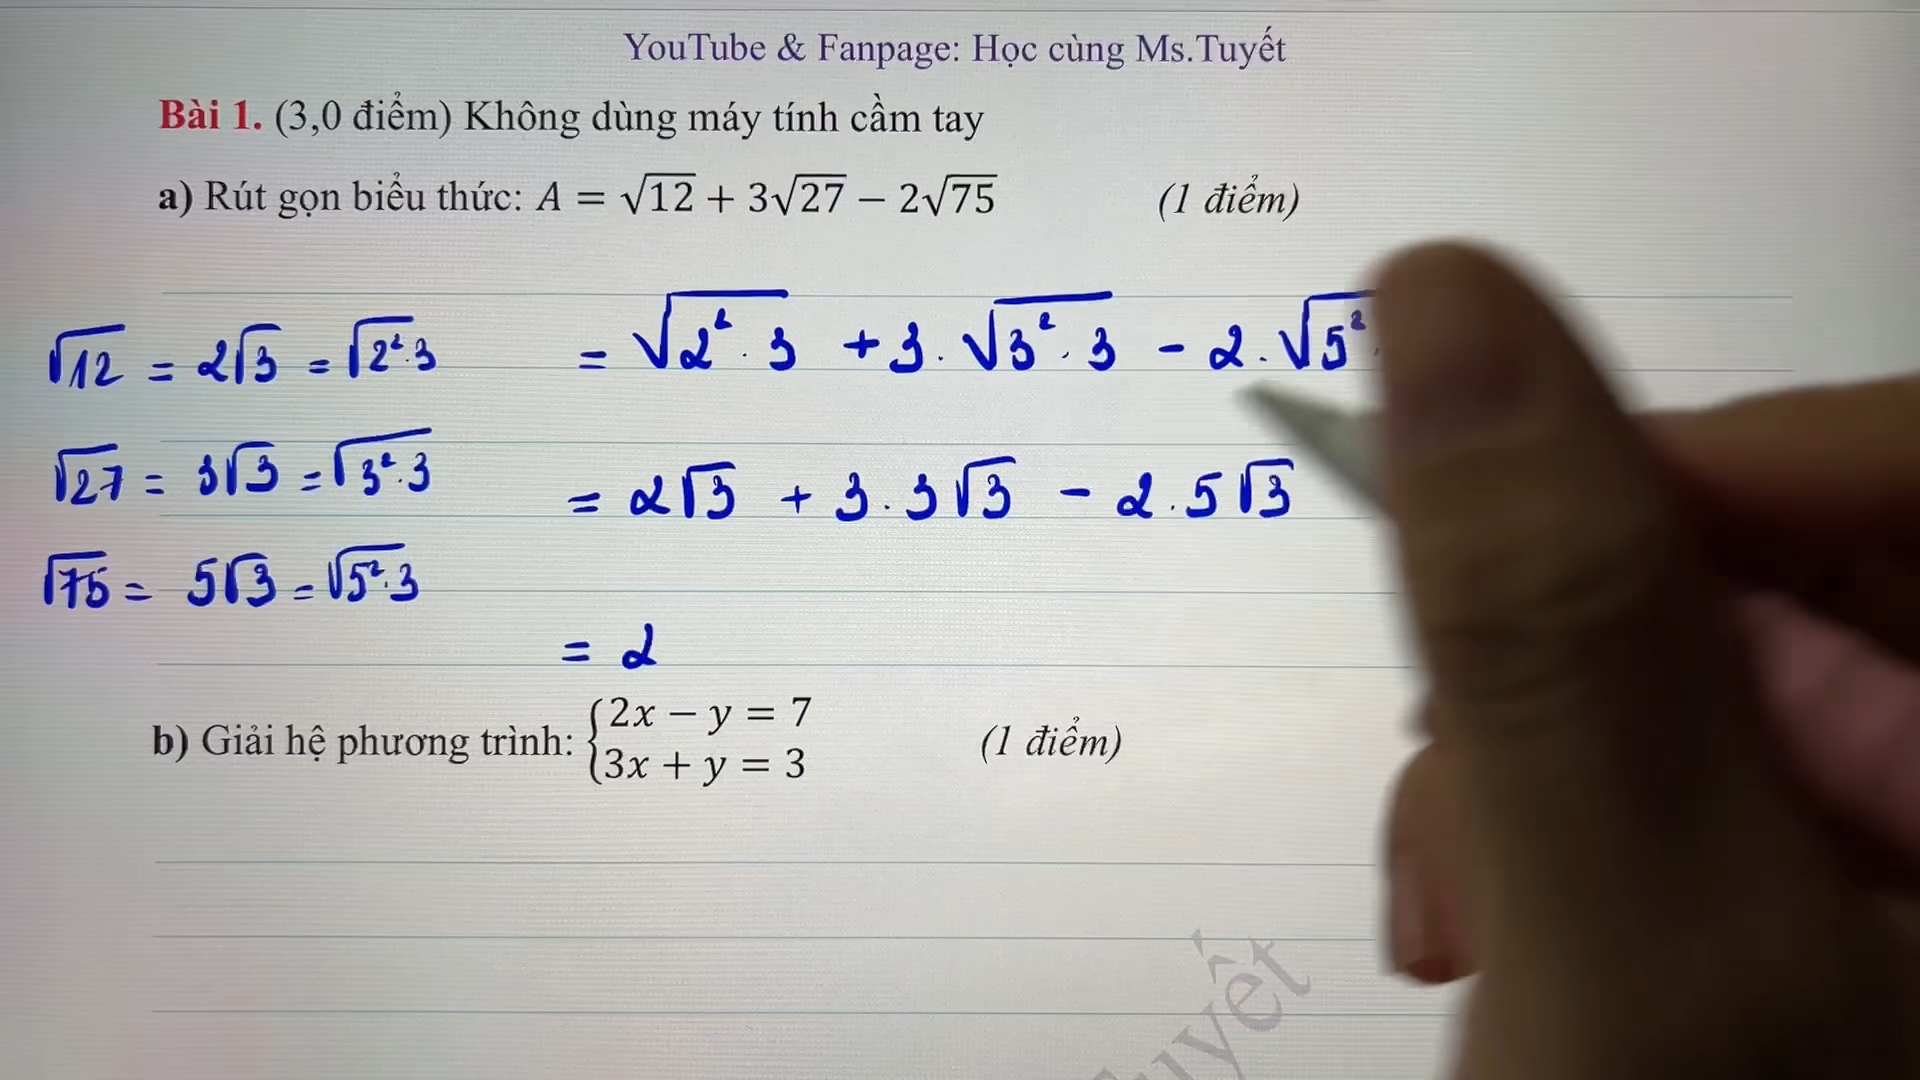 YouTube & Fanpage: Học cùng Ms.Tuyết
Bài 1. (3,0 điểm) Không dùng máy tính cầm tay
a) Rút gọn biểu thức: A = √12 + 3√27 − 2√75 (1 điểm)
√12 = 2√3 = √2².3
= √2².3 + 3.√3².3 - 2.√5²
√27 = 3√3 = √3².3
= 2√3 + 3.3√3 - 2.5√3
√75 = 5√3 = √5².3
= 2
b) Giải hệ phương trình: {2x − y = 7
3x + y = 3 (1 điểm)
Tuyết